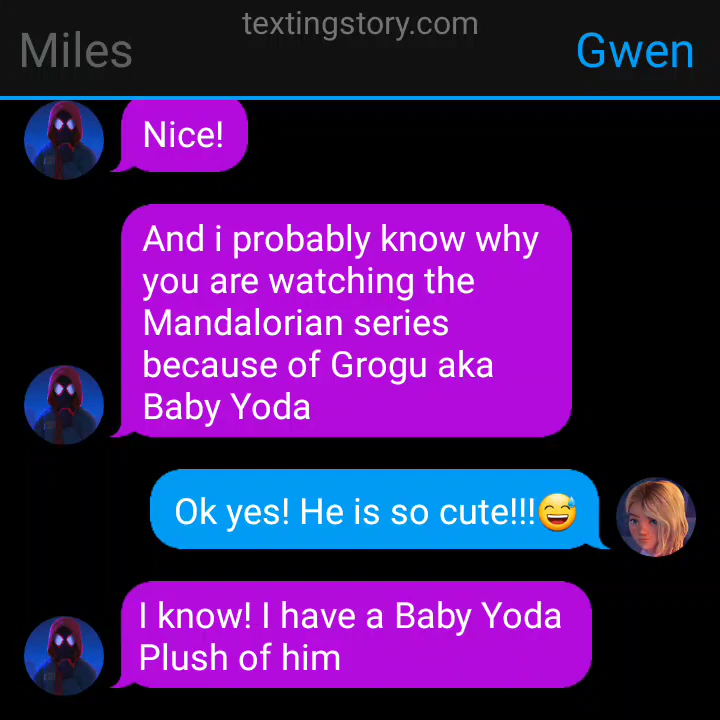 textingstory.com
Miles
Gwen
Nice!
And i probably know why
you are watching the
Mandalorian series
because of Grogu aka
Baby Yoda
Ok yes! He is so cute!!!😅
I know! I have a Baby Yoda
Plush of him